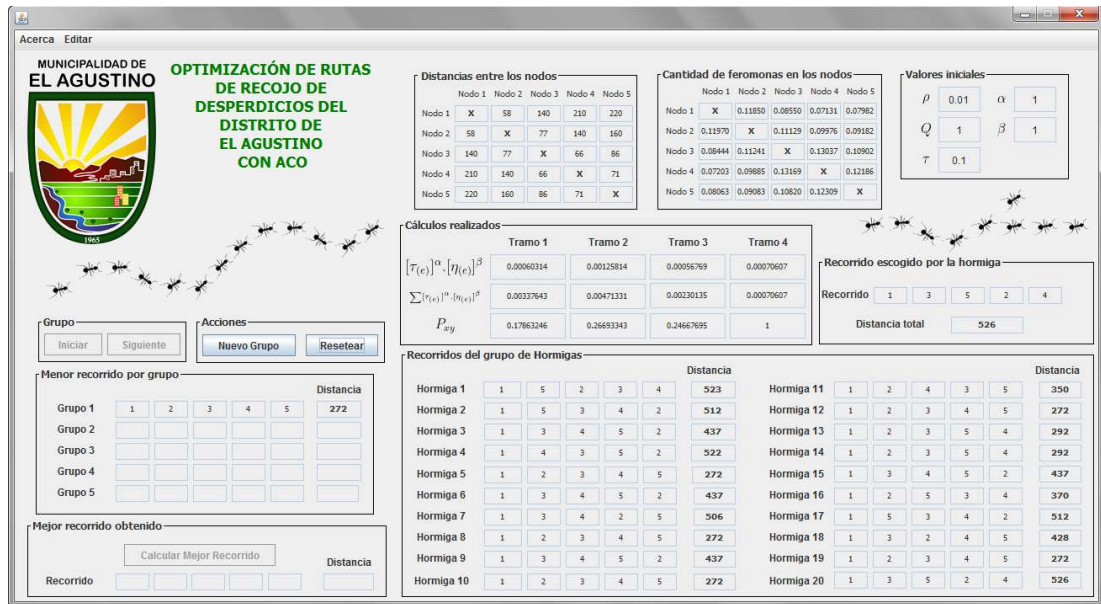 Acerca Editar
MUNICIPALIDAD DE
EL AGUSTINO
1965
OPTIMIZACIÓN DE RUTAS
DE RECOJO DE
DESPERDICIOS DEL
DISTRITO DE
EL AGUSTINO
CON ACO
Distancias entre los nodos
Nodo 1 Nodo 2 Nodo 3 Nodo 4 Nodo 5
Nodo 1 X 58 140 210 220
Nodo 2 58 X 77 140 160
Nodo 3 140 77 X 66 86
Nodo 4 210 140 66 X 71
Nodo 5 220 160 86 71 X
Cantidad de feromonas en los nodos
Nodo 1 Nodo 2 Nodo 3 Nodo 4 Nodo 5
Nodo 1 X 0.11850 0.08550 0.07131 0.07982
Nodo 2 0.11970 X 0.11129 0.09976 0.09182
Nodo 3 0.08444 0.11241 X 0.13037 0.10902
Nodo 4 0.07203 0.09885 0.13169 X 0.12186
Nodo 5 0.08063 0.09083 0.10820 0.12309 X
Valores iniciales
ρ 0.01 α 1
Q 1 β 1
τ 0.1
Cálculos realizados
Tramo 1 Tramo 2 Tramo 3 Tramo 4
[τ(e)]^α.[η(e)]^β 0.00060314 0.00125814 0.00056769 0.00070607
∑[τ(e)]^α.[η(e)]^β 0.00337643 0.00471331 0.00230135 0.00070607
Pxy 0.17863246 0.26693343 0.24667695 1
Recorrido escogido por la hormiga
Recorrido 1 3 5 2 4
Distancia total 526
Grupo
Iniciar Siguiente
Acciones
Nuevo Grupo Resetear
Menor recorrido por grupo
Distancia
Grupo 1 1 2 3 4 5 272
Grupo 2
Grupo 3
Grupo 4
Grupo 5
Mejor recorrido obtenido
Calcular Mejor Recorrido
Distancia
Recorrido
Recorridos del grupo de Hormigas
Distancia
Hormiga 1 1 5 2 3 4 523
Hormiga 2 1 5 3 4 2 512
Hormiga 3 1 3 4 5 2 437
Hormiga 4 1 4 3 5 2 522
Hormiga 5 1 2 3 4 5 272
Hormiga 6 1 3 4 5 2 437
Hormiga 7 1 3 4 2 5 506
Hormiga 8 1 2 3 4 5 272
Hormiga 9 1 3 4 5 2 437
Hormiga 10 1 2 3 4 5 272
Distancia
Hormiga 11 1 2 4 3 5 350
Hormiga 12 1 2 3 4 5 272
Hormiga 13 1 2 3 5 4 292
Hormiga 14 1 2 3 5 4 292
Hormiga 15 1 3 4 5 2 437
Hormiga 16 1 2 5 3 4 370
Hormiga 17 1 5 3 4 2 512
Hormiga 18 1 3 2 4 5 428
Hormiga 19 1 2 3 4 5 272
Hormiga 20 1 3 5 2 4 526